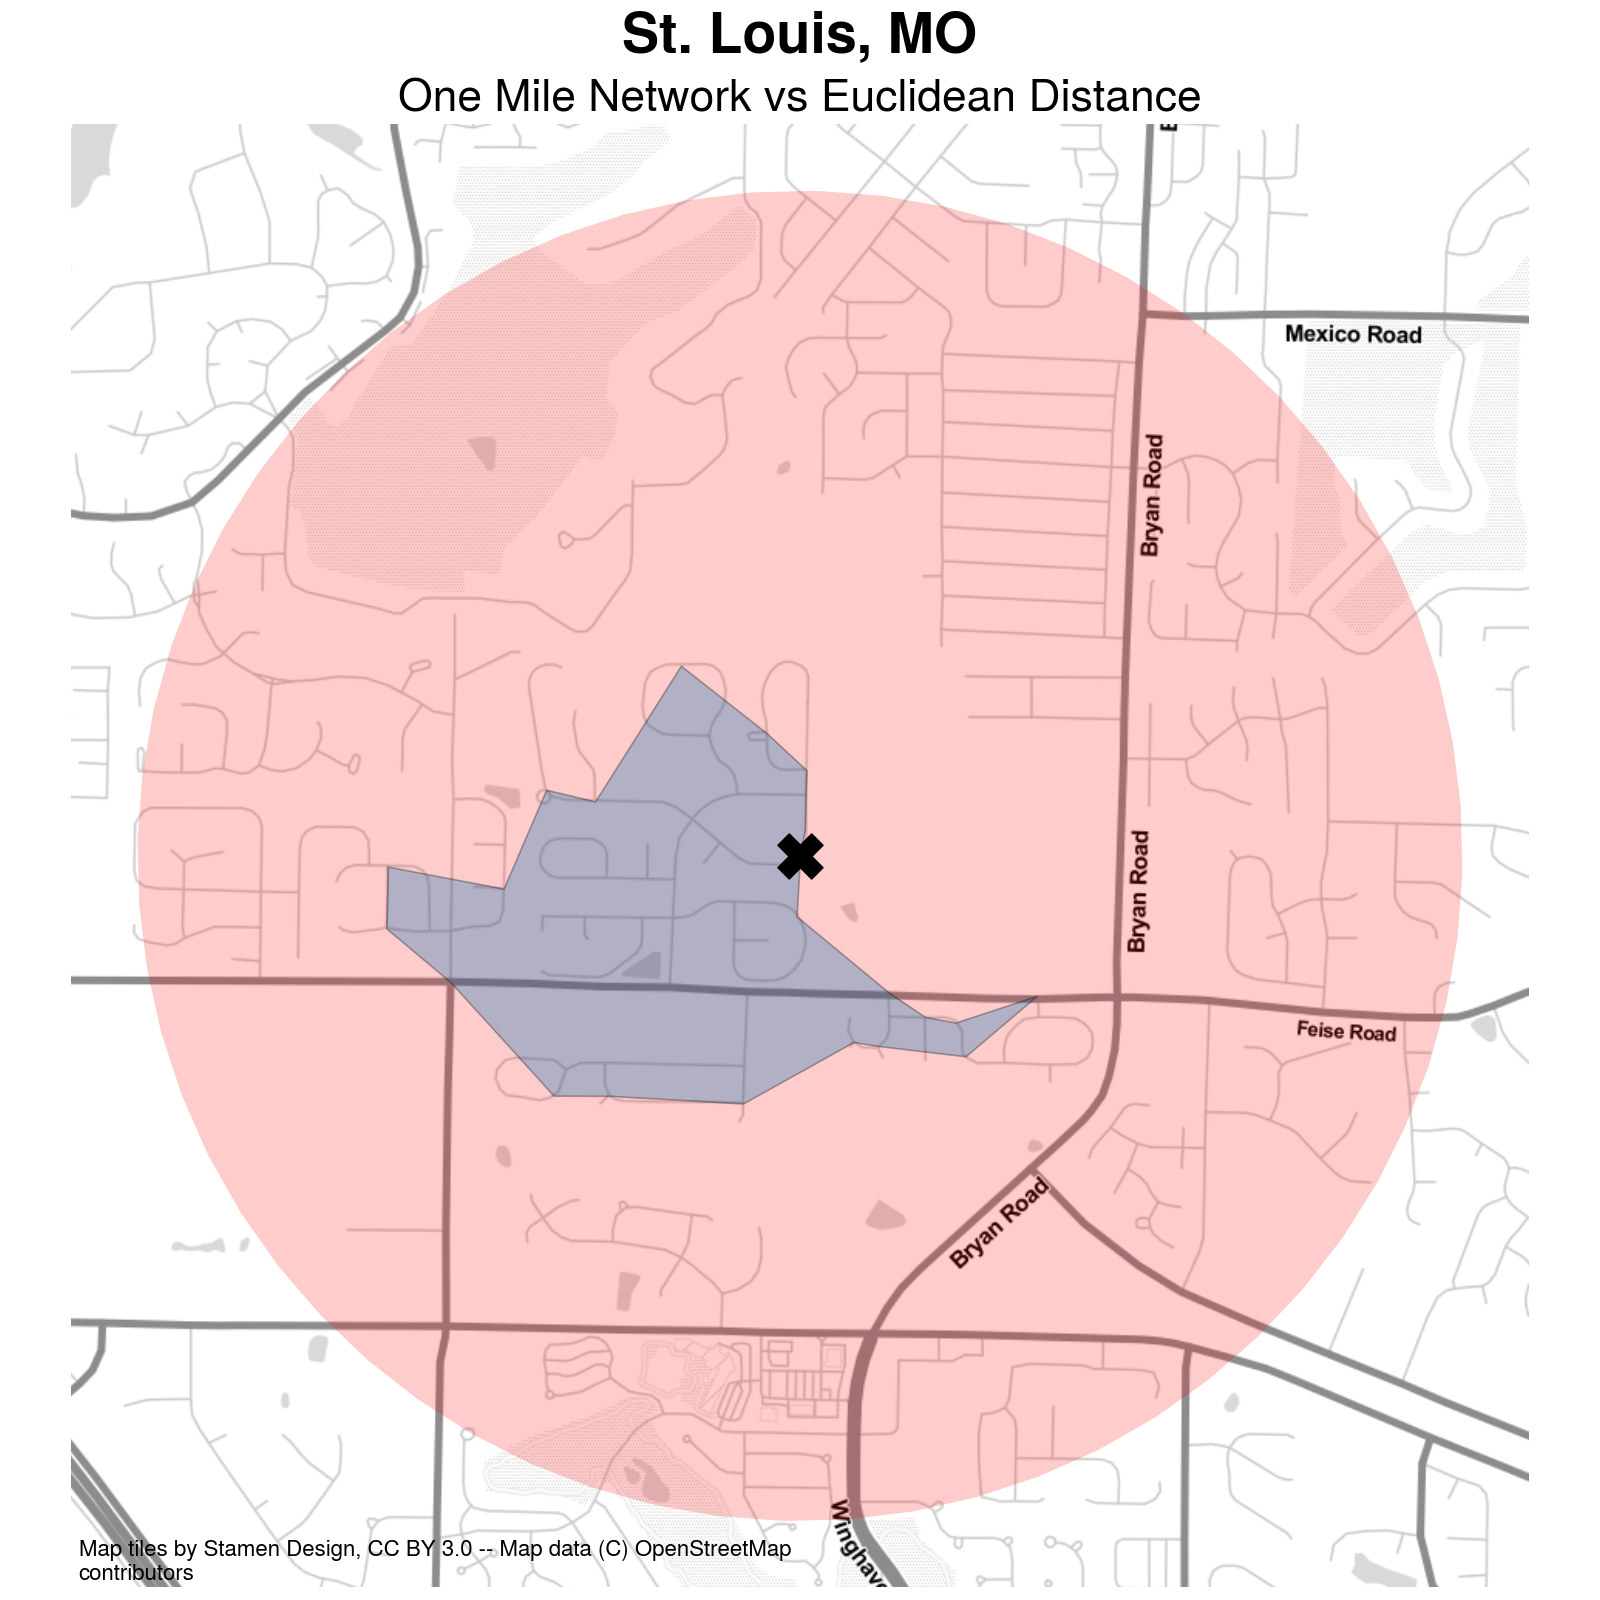 St. Louis, MO
One Mile Network vs Euclidean Distance
Mexico Road
Bryan Road
Bryan Road
Feise Road
Bryan Road
Map tiles by Stamen Design, CC BY 3.0 -- Map data (C) OpenStreetMap
contributors